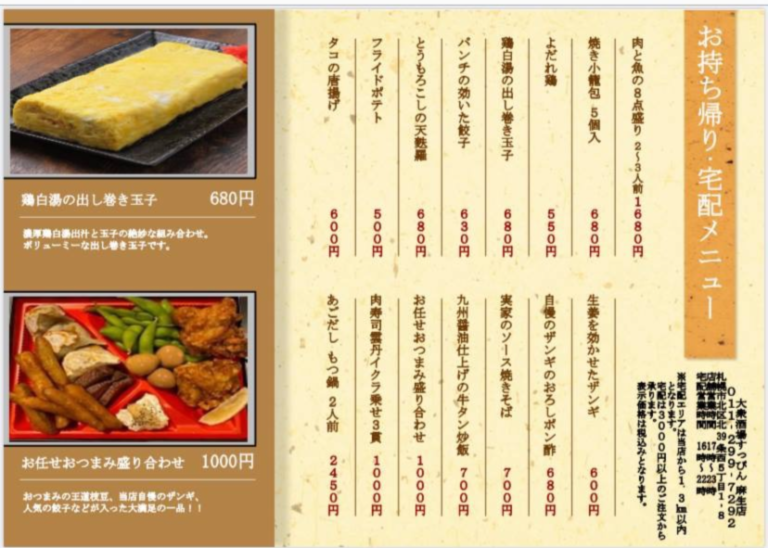 お持ち帰り・宅配メニュー
肉と魚の8点盛り 2〜3人前 1680円
焼き小籠包 5個入 680円
よだれ鶏 550円
鶏白湯の出し巻き玉子 680円
パンチの効いた餃子 630円
とうもろこしの天麩羅 680円
フライドポテト 500円
タコの唐揚げ 600円
生姜を効かせたザンギ 600円
自慢のザンギのおろしポン酢 680円
実家のソース焼きそば 700円
九州醤油仕上げの牛タン炒飯 700円
お任せおつまみ盛り合わせ 1000円
肉寿司雲丹イクラ乗せ3貫 1000円
あごだし もつ鍋 2人前 2450円
大衆酒場すっぴん 麻生店
011-299-7292
札幌市北区北39条西5丁目1-8
店舗営業時間 16時〜23時
宅配営業時間 17時〜22時
当宅配エリアは当店から1.3km以内
となります。
宅配は3000円以上のご注文から
承ります。
表示価格は税込みとなります。
鶏白湯の出し巻き玉子 680円
濃厚鶏白湯出汁と玉子の絶妙な組み合わせ。
ボリューミーな出し巻き玉子です。
お任せおつまみ盛り合わせ 1000円
おつまみの王道枝豆、当店自慢のザンギ、
人気の餃子などが入った大満足の一品！！